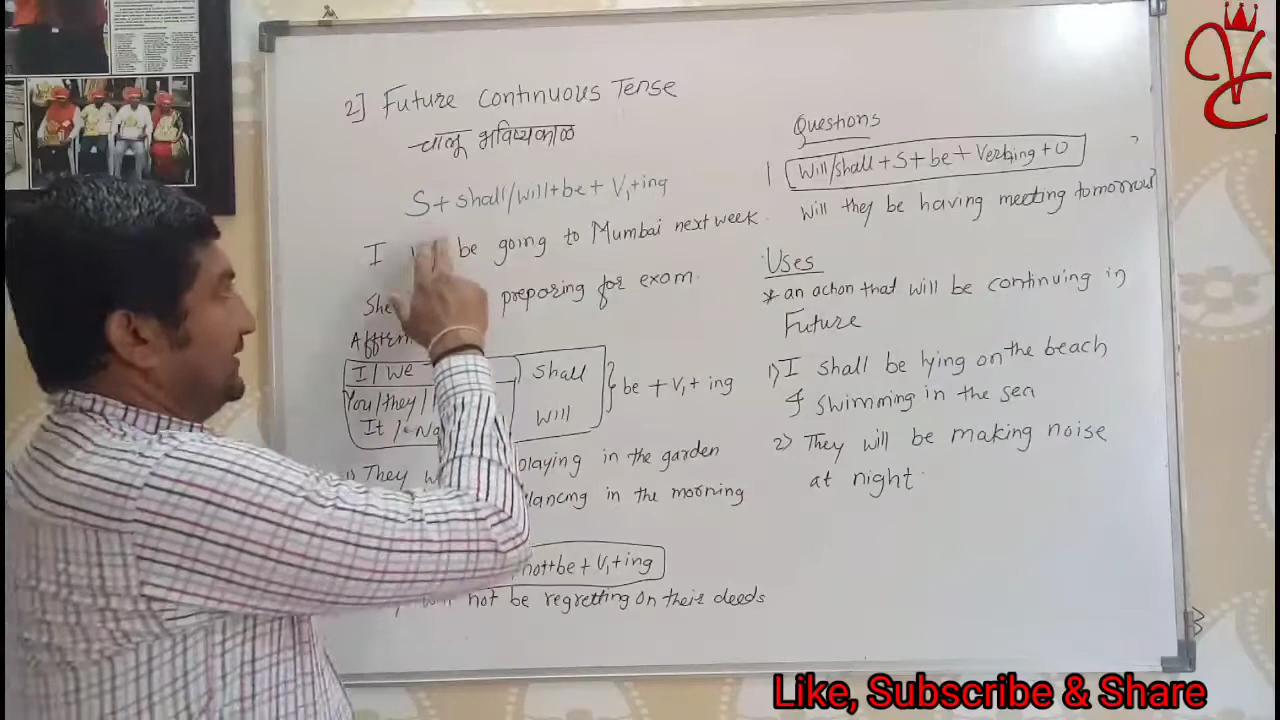 2] Future Continuous Tense
चालू भविष्यकाळ
S+ shall/will+be+ V1+ing
I be going to Mumbai next week.
She preparing for exam.
Affirm
I / We shall
You / they / will
It / Na
be + V1 + ing
1) They playing in the garden
dancing in the morning
not+be + V1+ing
will not be regretting on their deeds
Questions
Will/shall + S + be + Verbing + O ?
Will they be having meeting tomorrow?
Uses
* an action that will be continuing in
Future
1) I shall be lying on the beach
& swimming in the sea
2) They will be making noise
at night.
Like, Subscribe & Share